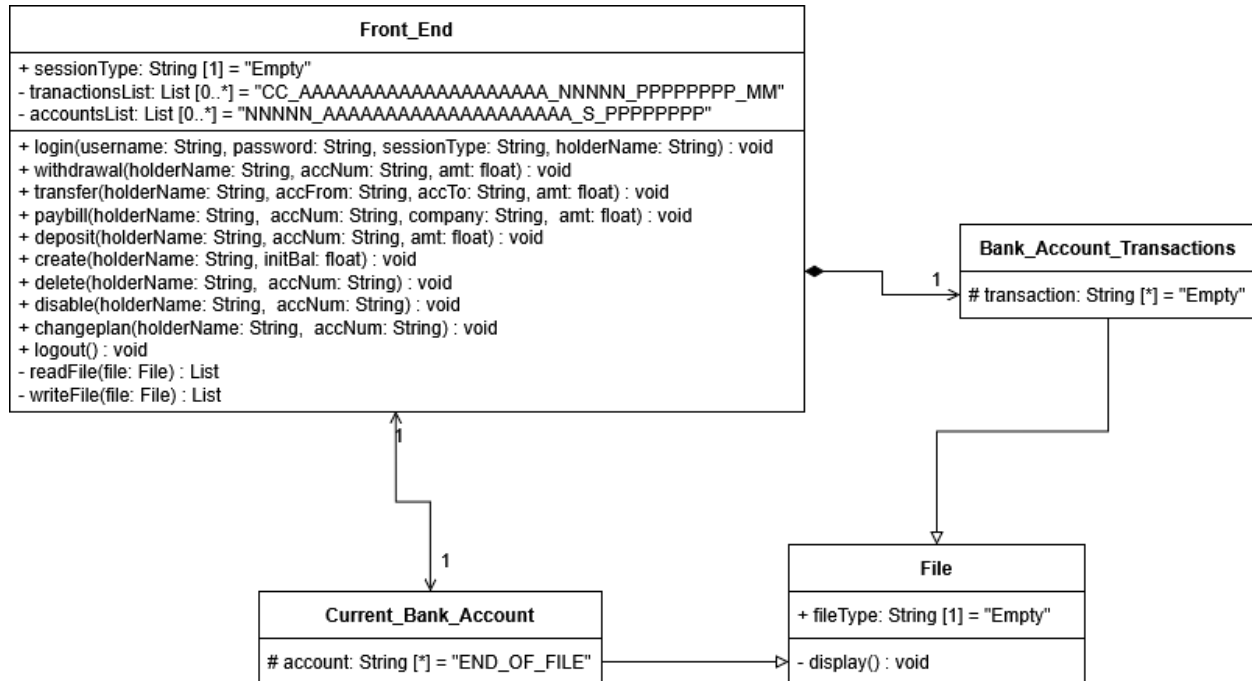 Front_End
+ sessionType: String [1] = "Empty"
- tranactionsList: List [0..*] = "CC_AAAAAAAAAAAAAAAAAAAA_NNNNN_PPPPPPPP_MM"
- accountsList: List [0..*] = "NNNNN_AAAAAAAAAAAAAAAAAAAA_S_PPPPPPPP"
+ login(username: String, password: String, sessionType: String, holderName: String) : void
+ withdrawal(holderName: String, accNum: String, amt: float) : void
+ transfer(holderName: String, accFrom: String, accTo: String, amt: float) : void
+ paybill(holderName: String, accNum: String, company: String, amt: float) : void
+ deposit(holderName: String, accNum: String, amt: float) : void
+ create(holderName: String, initBal: float) : void
+ delete(holderName: String, accNum: String) : void
+ disable(holderName: String, accNum: String) : void
+ changeplan(holderName: String, accNum: String) : void
+ logout() : void
- readFile(file: File) : List
- writeFile(file: File) : List
1
Bank_Account_Transactions
# transaction: String [*] = "Empty"
1
1
Current_Bank_Account
# account: String [*] = "END_OF_FILE"
File
+ fileType: String [1] = "Empty"
- display() : void